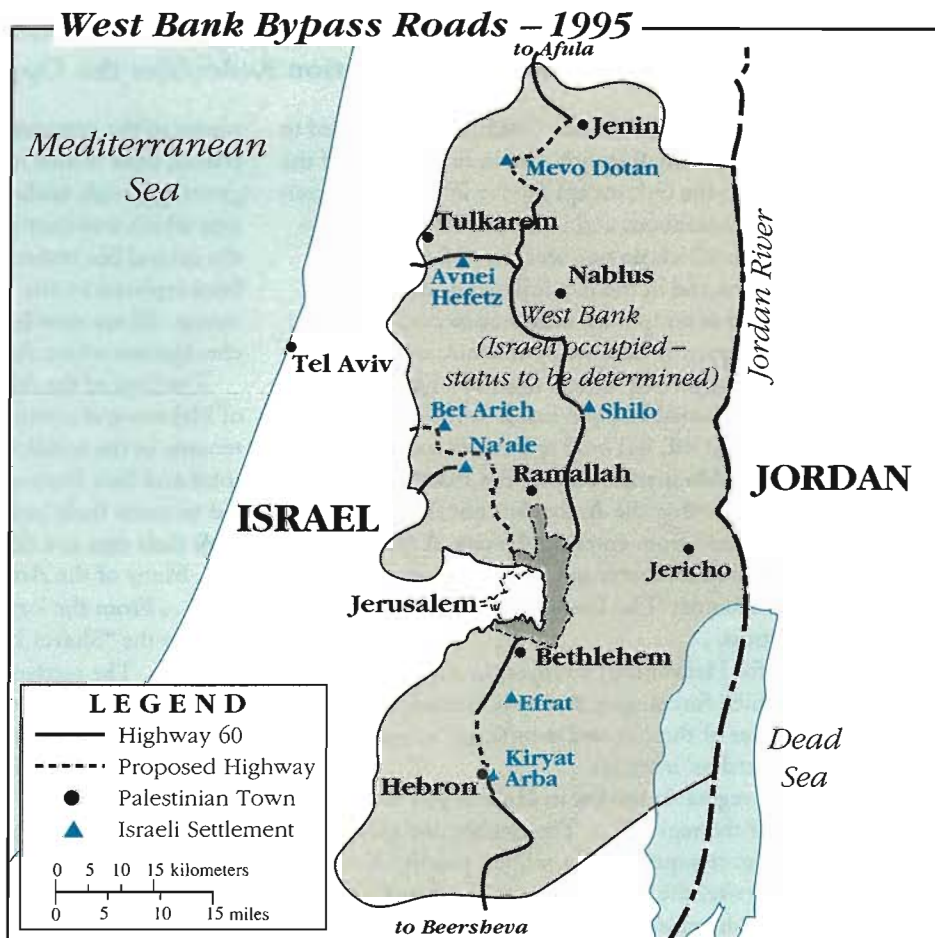 West Bank Bypass Roads – 1995
to Afula
Mediterranean
Sea
Jenin
Mevo Dotan
Tulkarem
Avnei
Hefetz
Nablus
West Bank
(Israeli occupied –
status to be determined)
Jordan River
Tel Aviv
Bet Arieh
Shilo
Na'ale
Ramallah
ISRAEL
JORDAN
Jericho
Jerusalem
Bethlehem
Efrat
Kiryat
Arba
Hebron
Dead
Sea
to Beersheva
LEGEND
Highway 60
Proposed Highway
Palestinian Town
Israeli Settlement
0 5 10 15 kilometers
0 5 10 15 miles